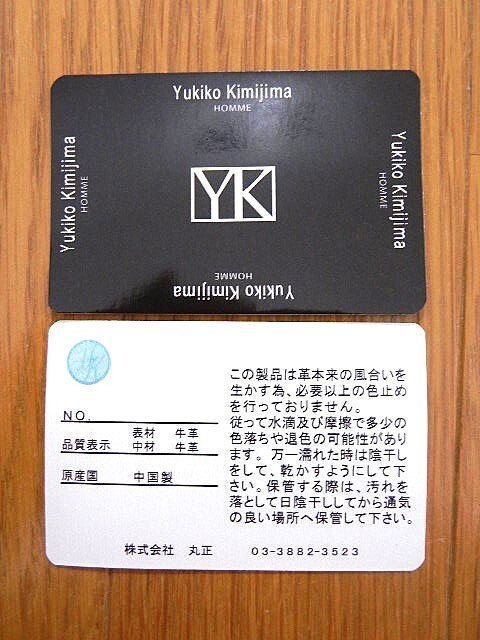 Yukiko Kimijima
HOMME
Yukiko Kimijima
HOMME
YK
Yukiko Kimijima
HOMME
Yukiko Kimijima
HOMME
NO.
品質表示 表材 牛革
中材 牛革
原産国 中国製
この製品は革本来の風合いを
生かす為、必要以上の色止め
を行っておりません。
従って水滴及び摩擦で多少の
色落ちや退色の可能性があり
ます。万一濡れた時は陰干し
をして、乾かすようにして下
さい。保管する際は、汚れを
落として日陰干ししてから通気
の良い場所へ保管して下さい。
株式会社 丸正 03-3882-3523